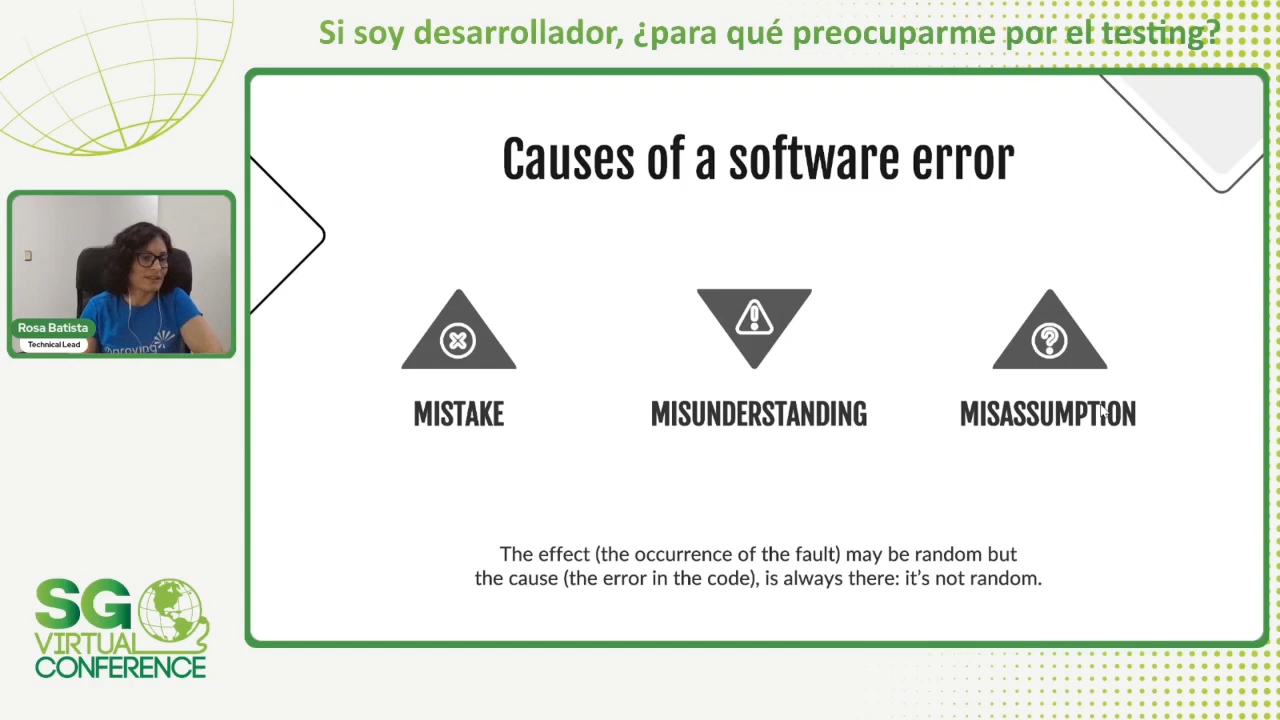 Si soy desarrollador, ¿para qué preocuparme por el testing?
Causes of a software error
MISTAKE
MISUNDERSTANDING
MISASSUMPTION
The effect (the occurrence of the fault) may be random but
the cause (the error in the code), is always there: it's not random.
Rosa Batista
Technical Lead
SG
VIRTUAL
CONFERENCE